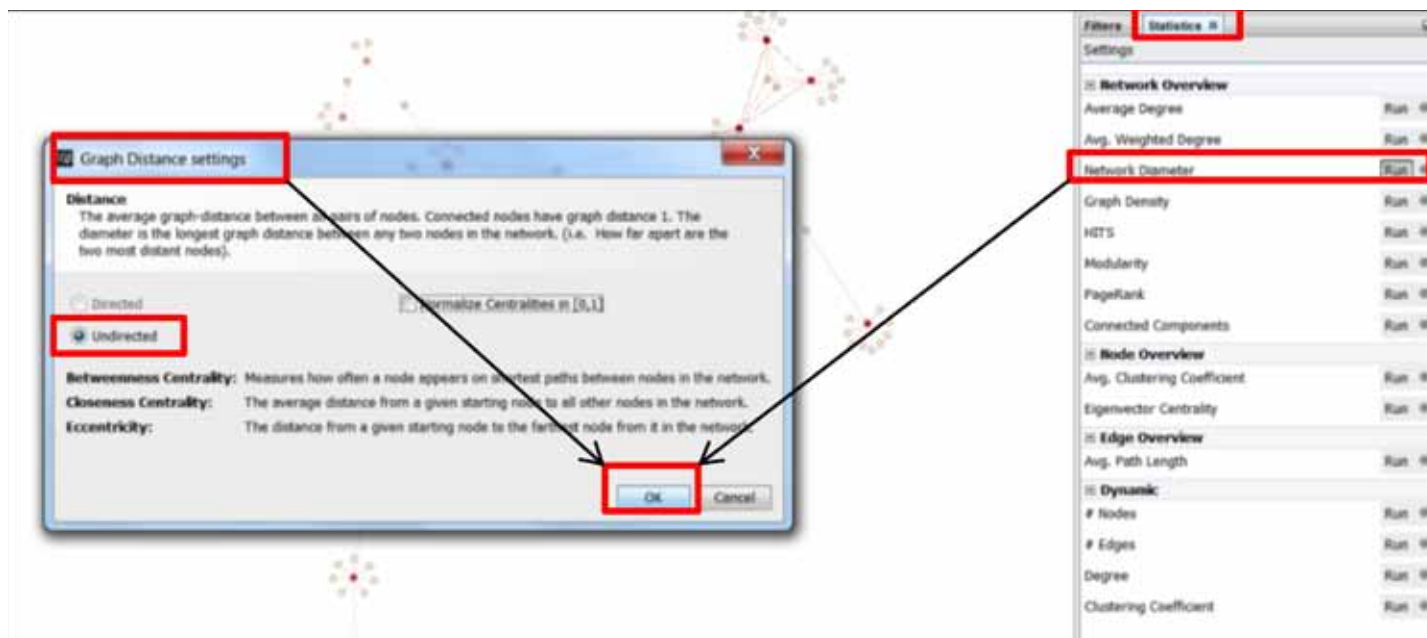 Filters Statistics
Settings
Network Overview
Average Degree Run
Avg. Weighted Degree Run
Network Diameter Run
Graph Density Run
HITS Run
Modularity Run
PageRank Run
Connected Components Run
Node Overview
Avg. Clustering Coefficient Run
Eigenvector Centrality Run
Edge Overview
Avg. Path Length Run
Dynamic
# Nodes Run
# Edges Run
Degree Run
Clustering Coefficient Run
Graph Distance settings
Distance
The average graph-distance between all pairs of nodes. Connected nodes have graph distance 1. The
diameter is the longest graph distance between any two nodes in the network. (i.e. How far apart are the
two most distant nodes).
Directed Normalize Centralities in [0,1]
Undirected
Betweenness Centrality: Measures how often a node appears on shortest paths between nodes in the network.
Closeness Centrality: The average distance from a given starting node to all other nodes in the network.
Eccentricity: The distance from a given starting node to the farthest node from it in the network.
OK Cancel